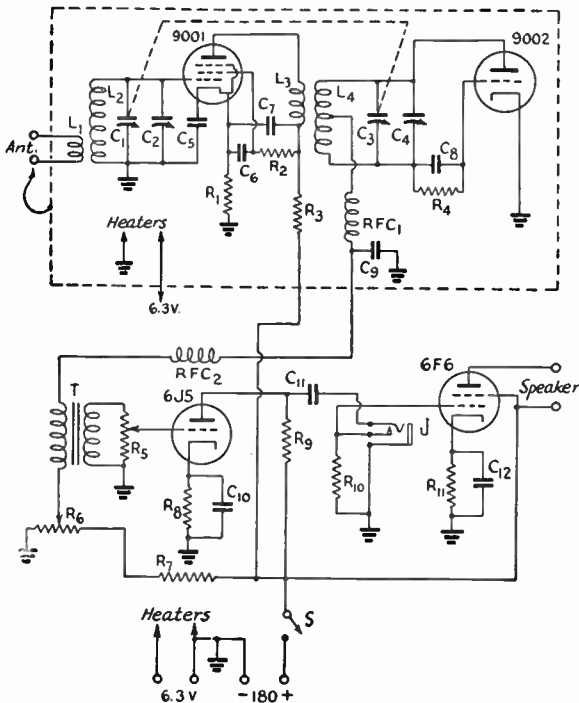 9001
9002
L₁
L₂
L₃
L₄
Ant.
C₁
C₂
C₅
C₇
C₆
R₂
R₁
R₃
C₃
C₄
C₈
R₄
RFC₁
C₉
Heaters
6.3V.
RFC₂
T
6J5
R₅
C₁₁
6F6
Speaker
R₉
J
R₁₀
R₈
C₁₀
R₁₁
C₁₂
R₆
R₇
S
Heaters
6.3 V
-180+